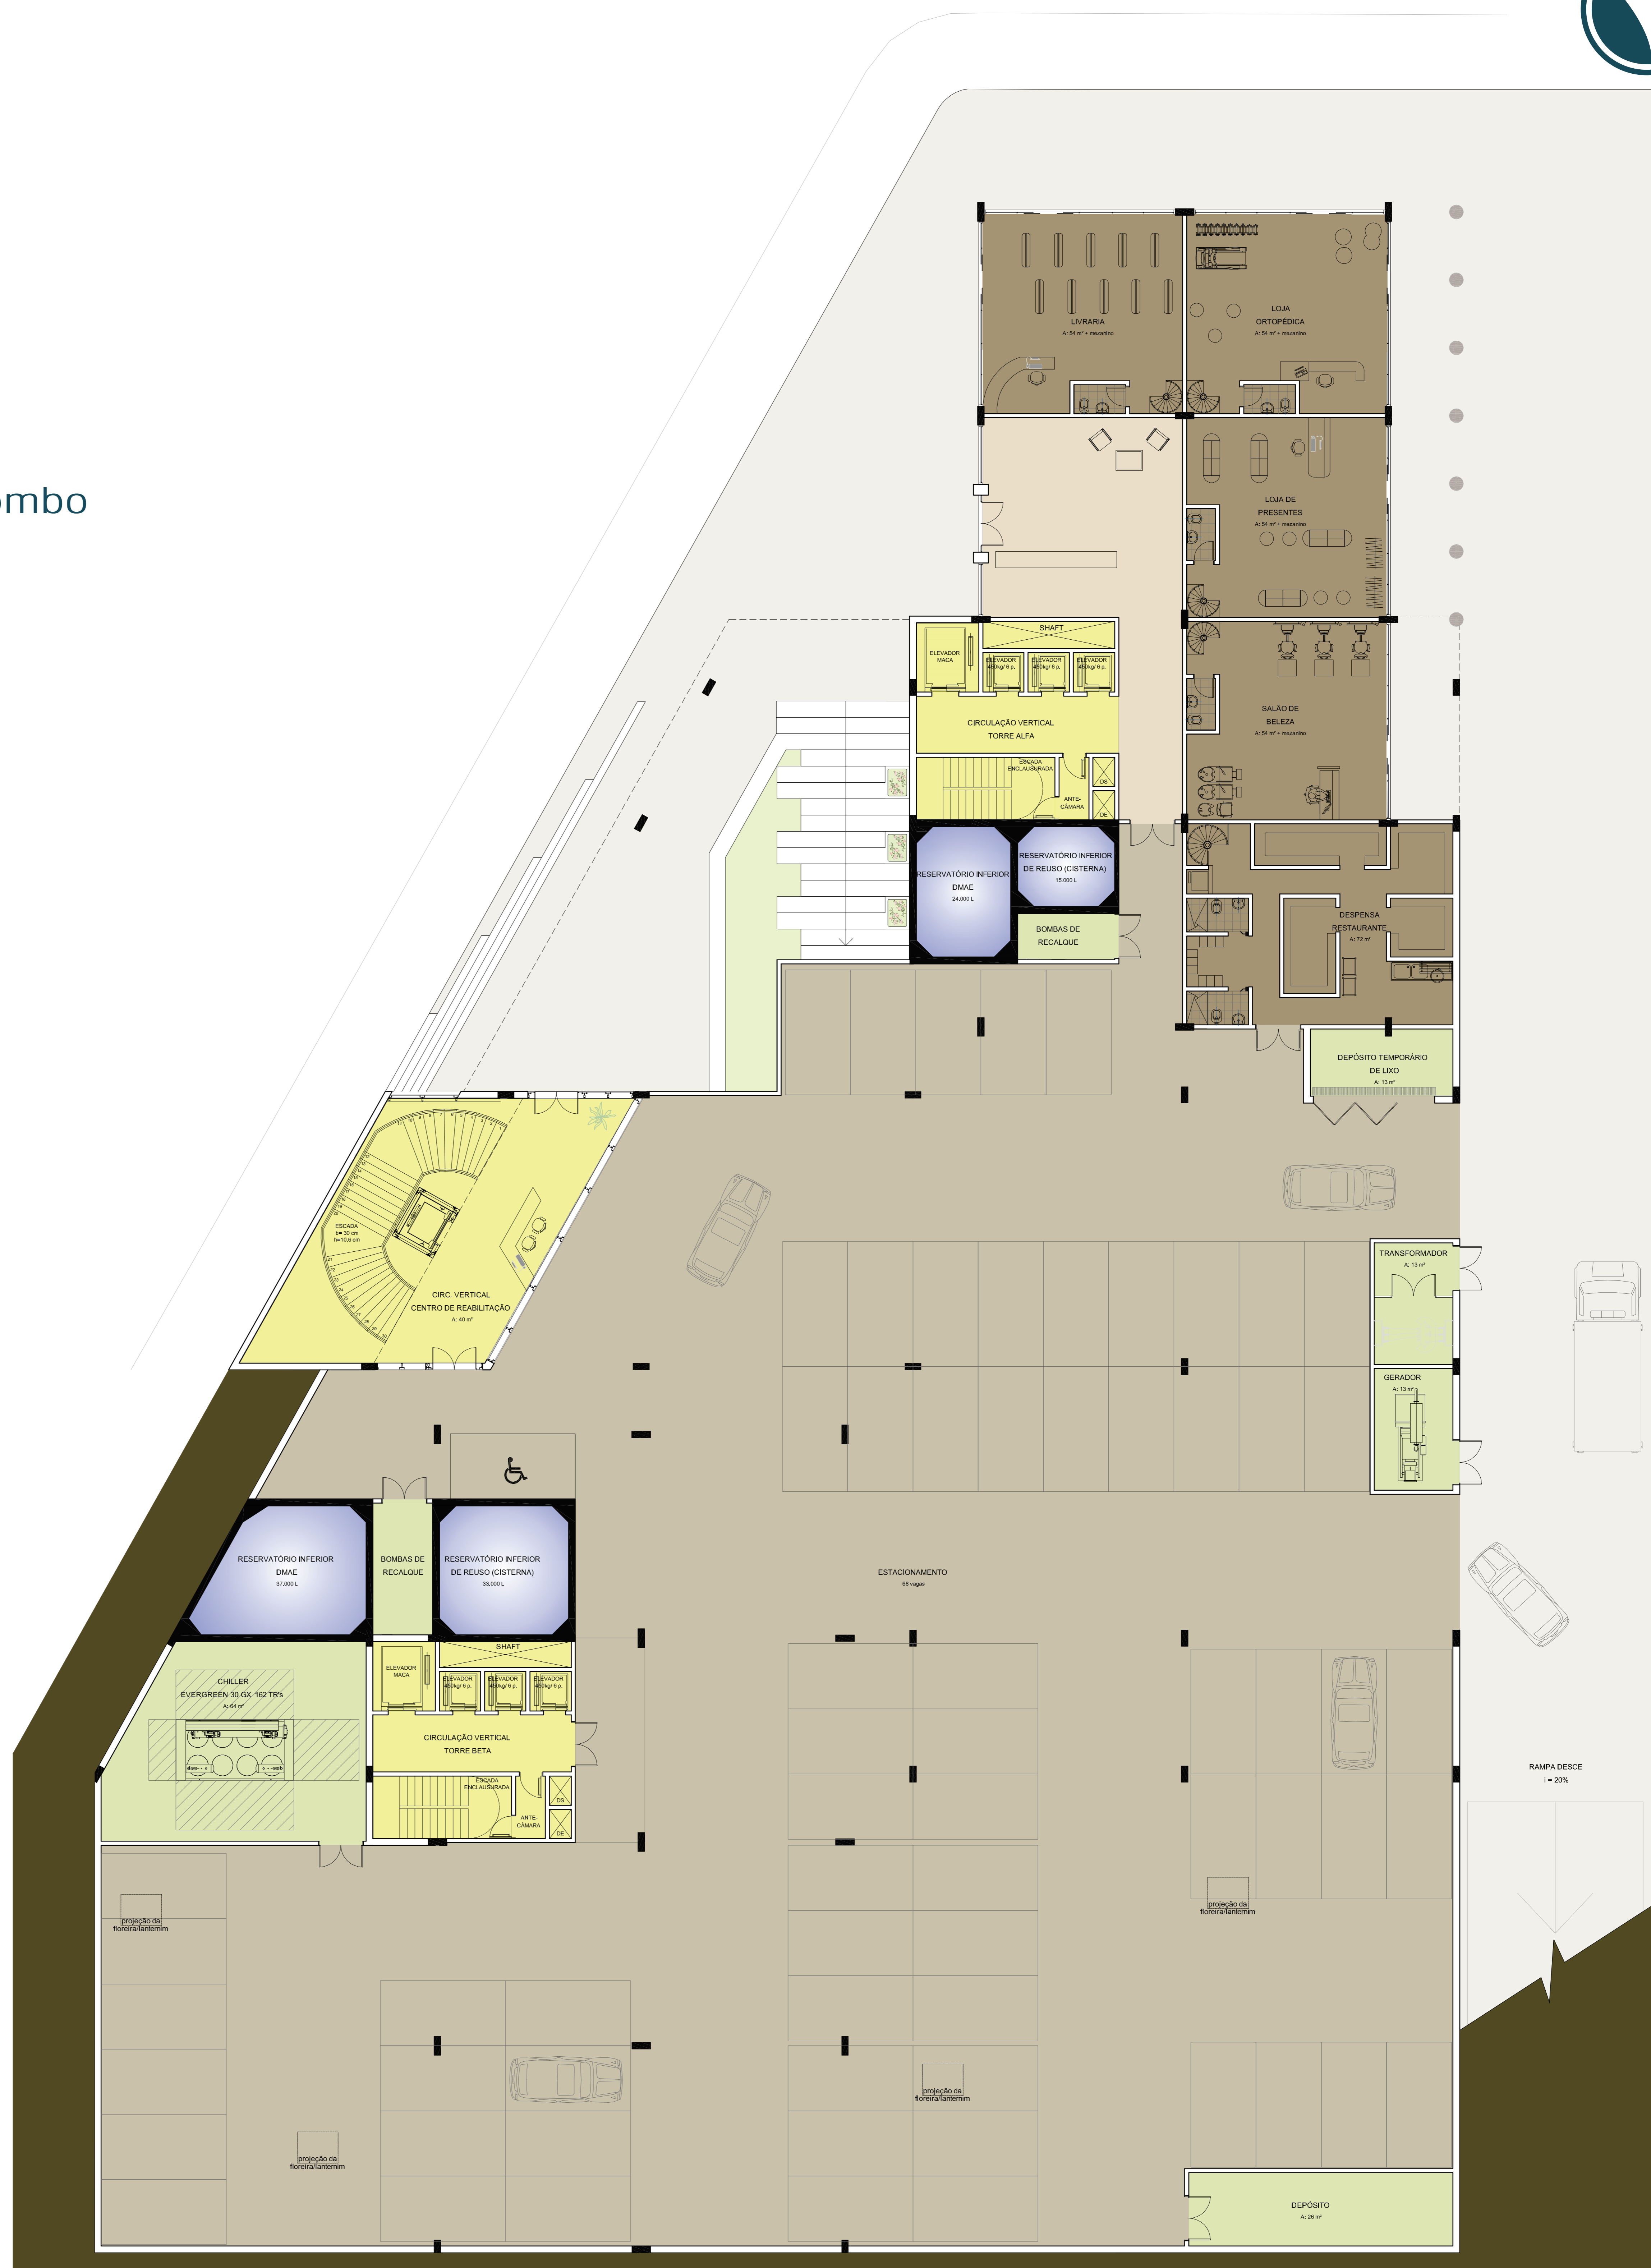 ombo
LIVRARIA
A: 54 m² + mezanino
LOJA
ORTOPÉDICA
A: 54 m² + mezanino
LOJA DE
PRESENTES
A: 54 m² + mezanino
SHAFT
ELEVADOR
MACA
ELEVADOR
450kg/ 6 p.
ELEVADOR
450kg/ 6 p.
ELEVADOR
450kg/ 6 p.
CIRCULAÇÃO VERTICAL
TORRE ALFA
SALÃO DE
BELEZA
A: 54 m² + mezanino
ESCADA
ENCLAUSURADA
ANTE-
CÂMARA
DS
DE
RESERVATÓRIO INFERIOR
DMAE
24,000 L
RESERVATÓRIO INFERIOR
DE REUSO (CISTERNA)
15,000 L
BOMBAS DE
RECALQUE
DESPENSA
RESTAURANTE
A: 72 m²
DEPÓSITO TEMPORÁRIO
DE LIXO
A: 13 m²
ESCADA
b= 30 cm
h=10,6 cm
CIRC. VERTICAL
CENTRO DE REABILITAÇÃO
A: 40 m²
TRANSFORMADOR
A: 13 m²
GERADOR
A: 13 m²
RESERVATÓRIO INFERIOR
DMAE
37,000 L
BOMBAS DE
RECALQUE
RESERVATÓRIO INFERIOR
DE REUSO (CISTERNA)
33,000 L
ESTACIONAMENTO
68 vagas
CHILLER
EVERGREEN 30 GX 162 TR's
A: 64 m²
SHAFT
ELEVADOR
MACA
ELEVADOR
450kg/ 6 p.
ELEVADOR
450kg/ 6 p.
ELEVADOR
450kg/ 6 p.
CIRCULAÇÃO VERTICAL
TORRE BETA
ESCADA
ENCLAUSURADA
ANTE-
CÂMARA
DS
DE
RAMPA DESCE
i = 20%
projeção da
floreira/lanternim
projeção da
floreira/lanternim
projeção da
floreira/lanternim
projeção da
floreira/lanternim
DEPÓSITO
A: 26 m²